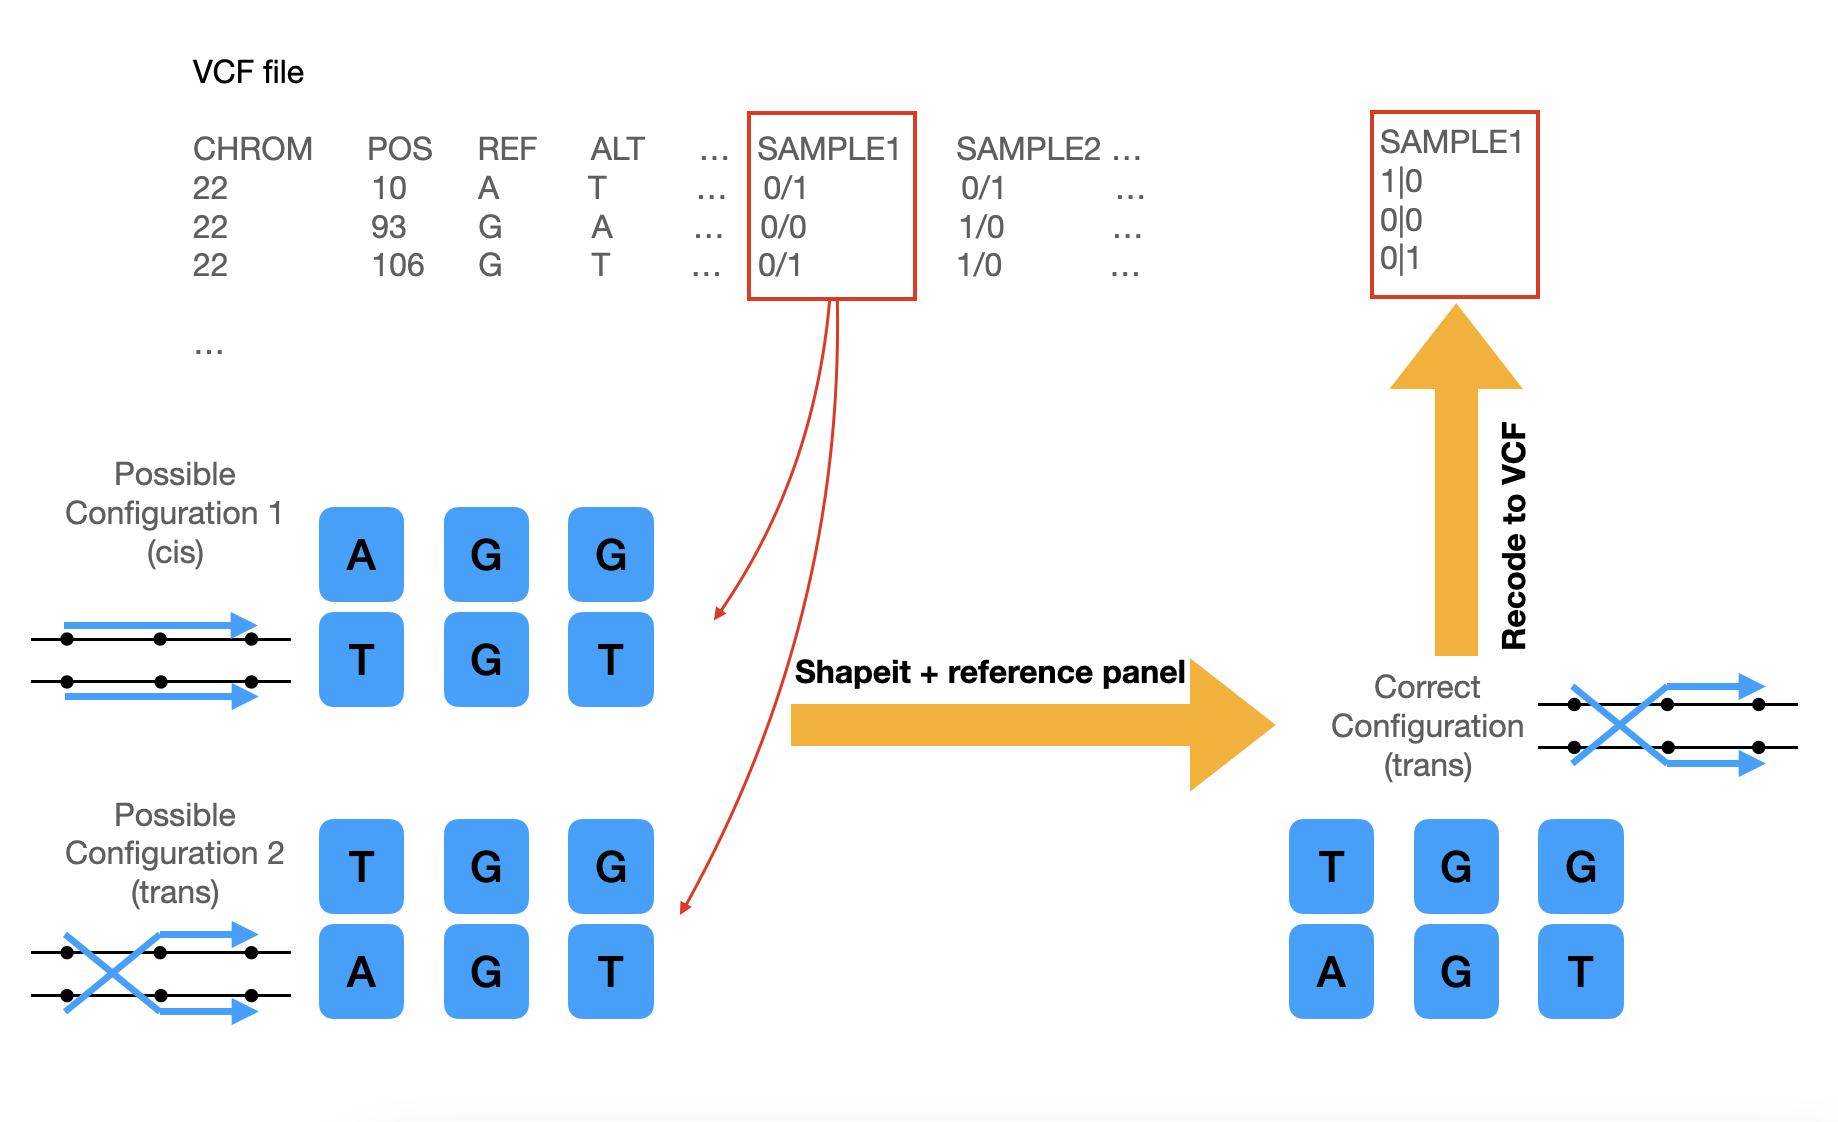 VCF file
CHROM POS REF ALT ... SAMPLE1 SAMPLE2 ...
22 10 A T ... 0/1 0/1 ...
22 93 G A ... 0/0 1/0 ...
22 106 G T ... 0/1 1/0 ...
...
SAMPLE1
1|0
0|0
0|1
Possible
Configuration 1
(cis)
A G G
T G T
Possible
Configuration 2
(trans)
T G G
A G T
Shapeit + reference panel
Recode to VCF
Correct
Configuration
(trans)
T G G
A G T